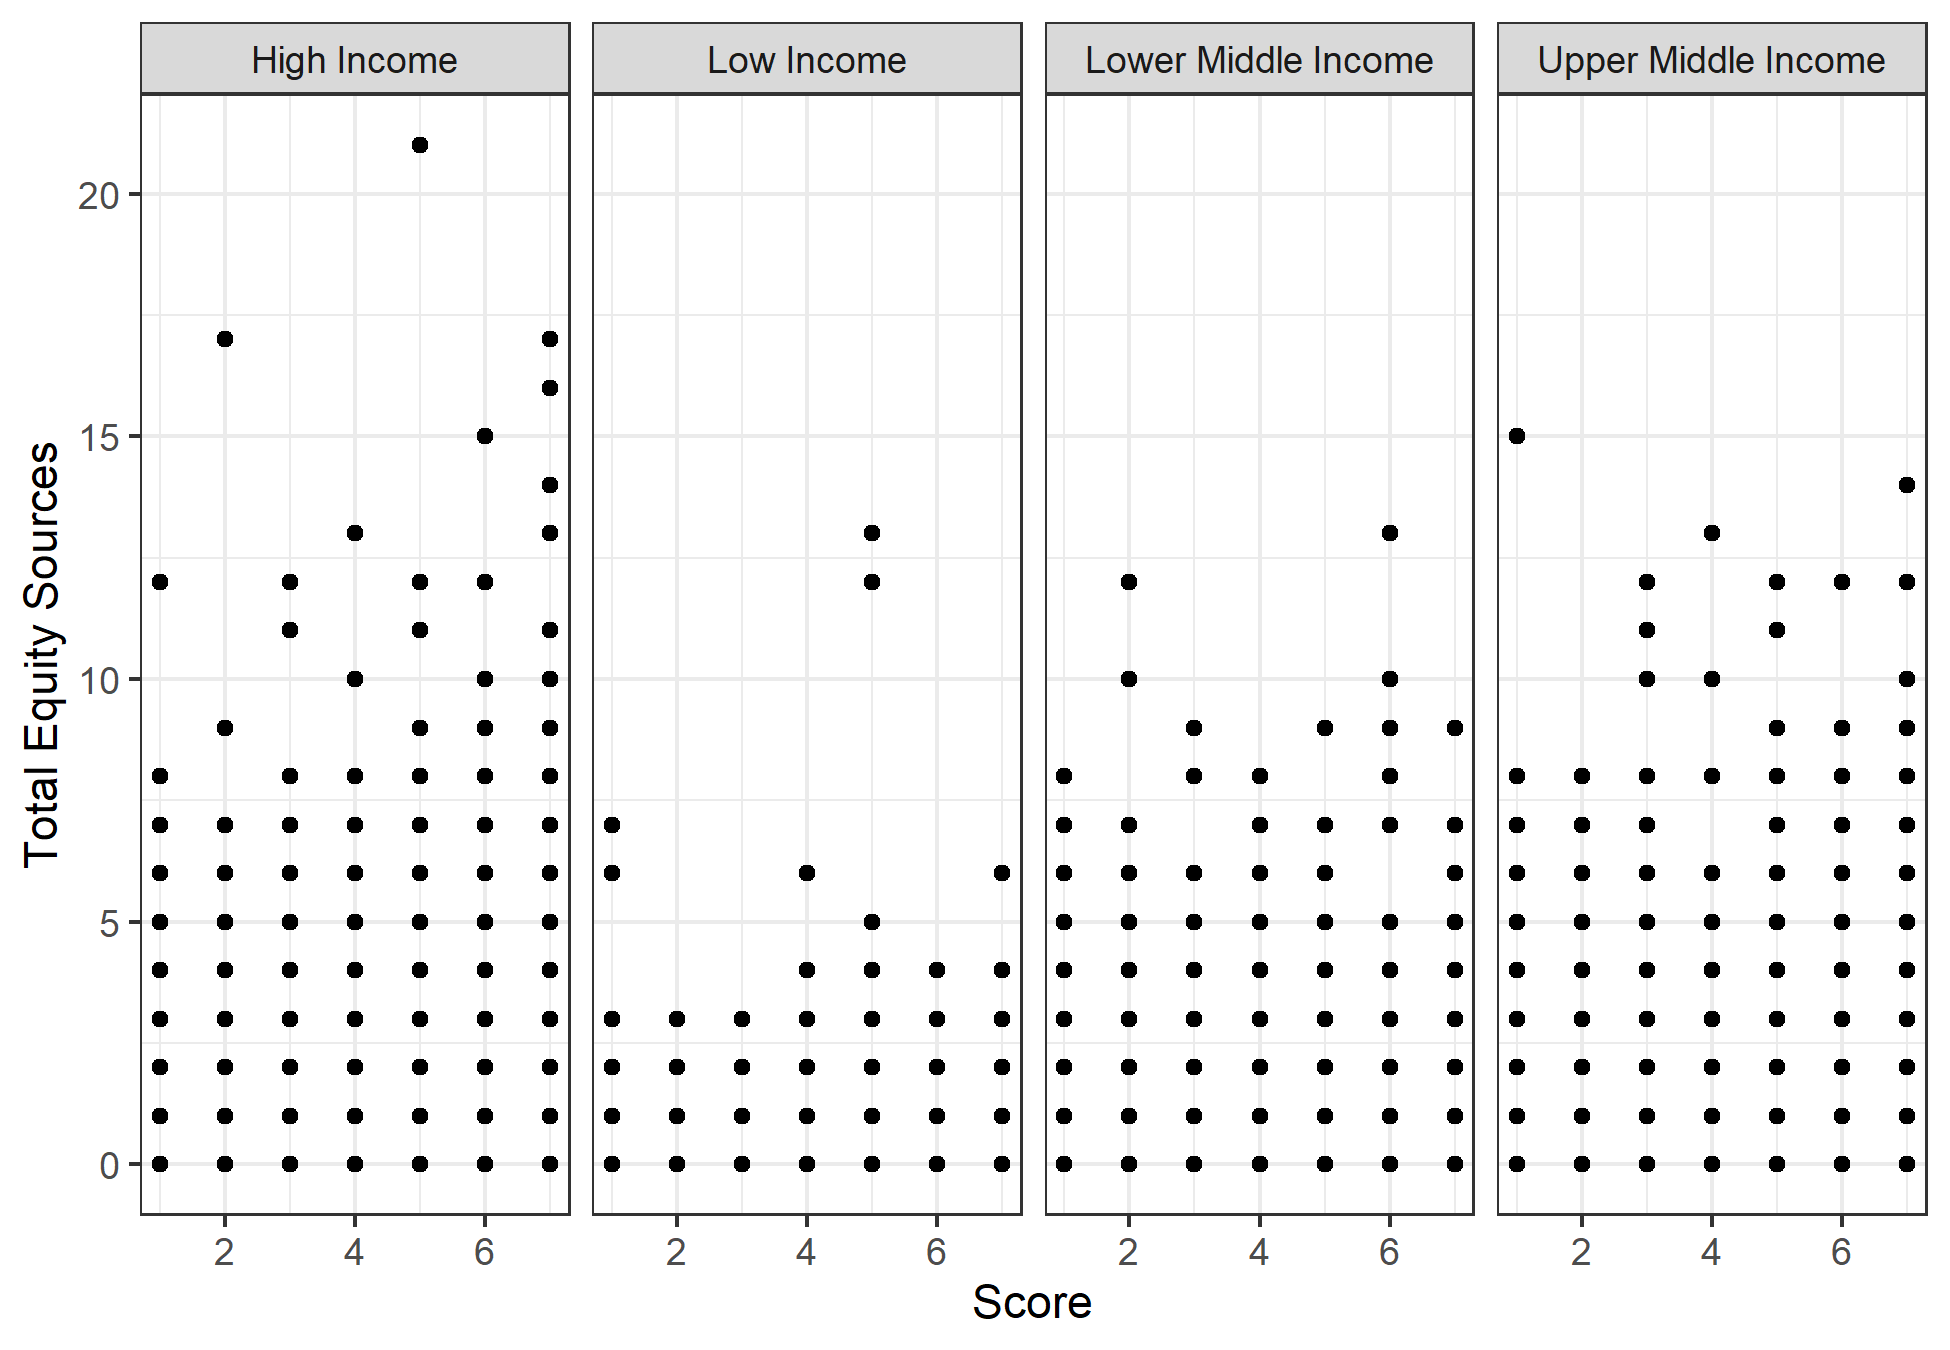 High Income
Low Income
Lower Middle Income
Upper Middle Income
Total Equity Sources
20
15
10
5
0
2 4 6
2 4 6
2 4 6
2 4 6
Score